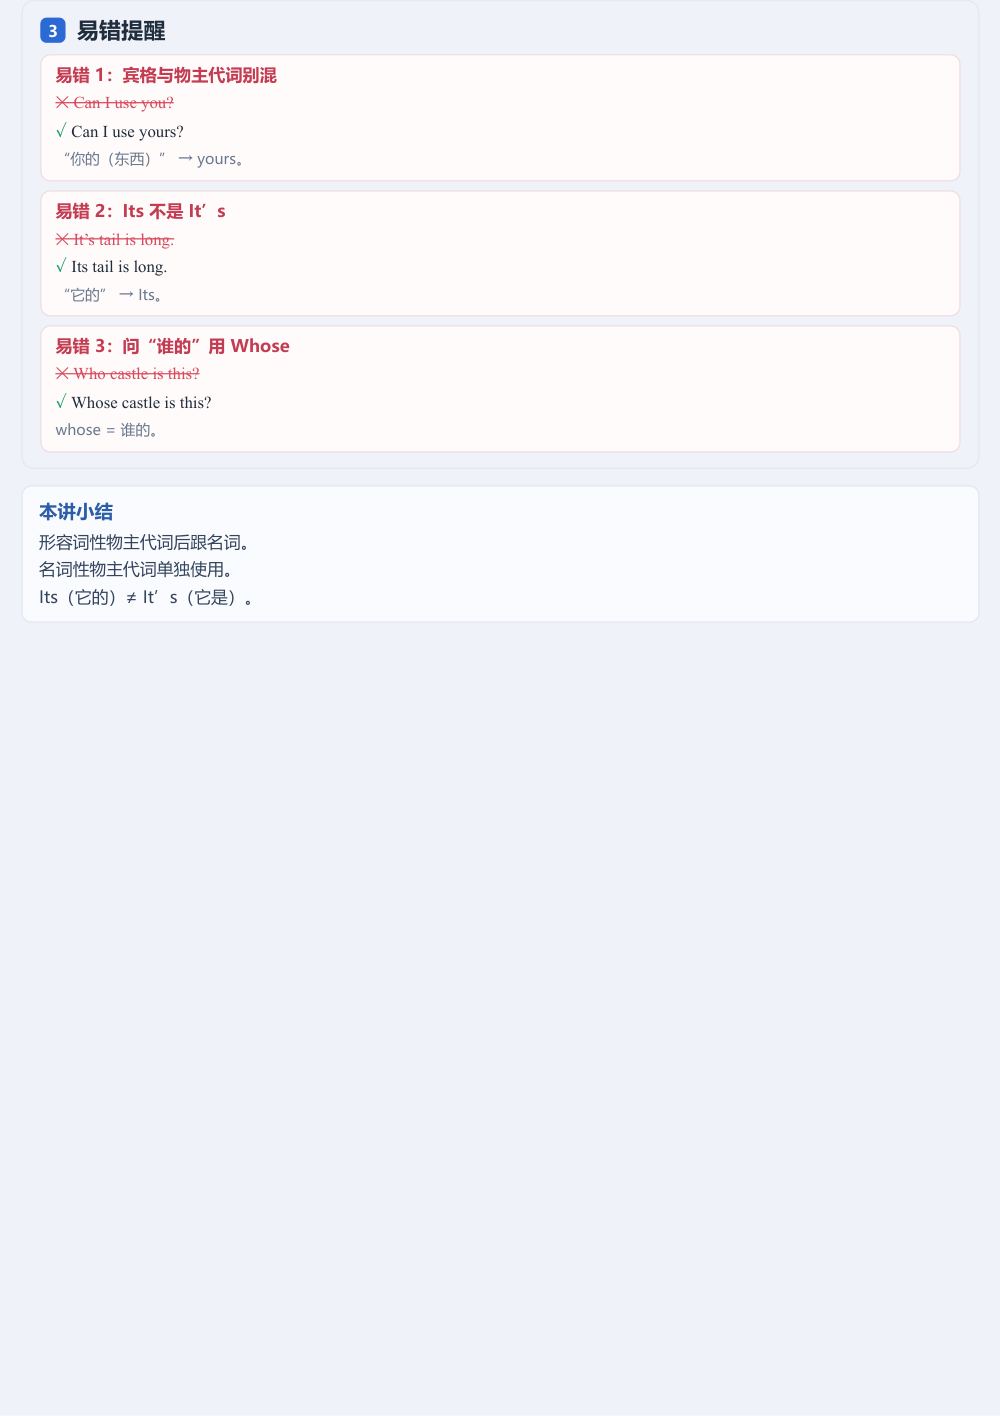 3 易错提醒
易错 1：宾格与物主代词别混
× Can I use you?
√ Can I use yours?
“你的（东西）” → yours。
易错 2：Its 不是 It’s
× It’s tail is long.
√ Its tail is long.
“它的” → Its。
易错 3：问“谁的”用 Whose
× Who castle is this?
√ Whose castle is this?
whose = 谁的。
本讲小结
形容词性物主代词后跟名词。
名词性物主代词单独使用。
Its（它的）≠ It’s（它是）。